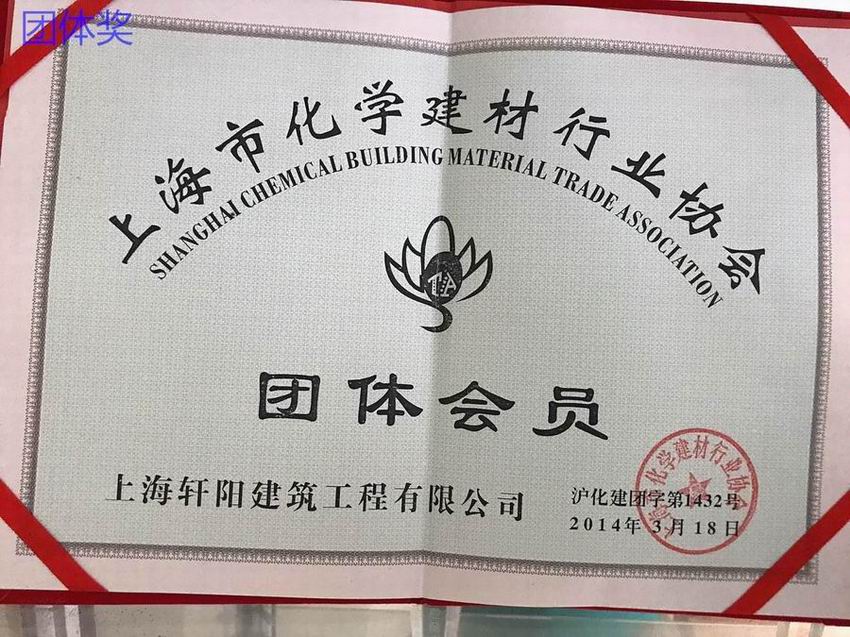 团体奖
上海市化学建材行业协会
SHANGHAI CHEMICAL BUILDING MATERIAL TRADE ASSOCIATION
团体会员
上海轩阳建筑工程有限公司
沪化建团字第1432号
2014年3月18日